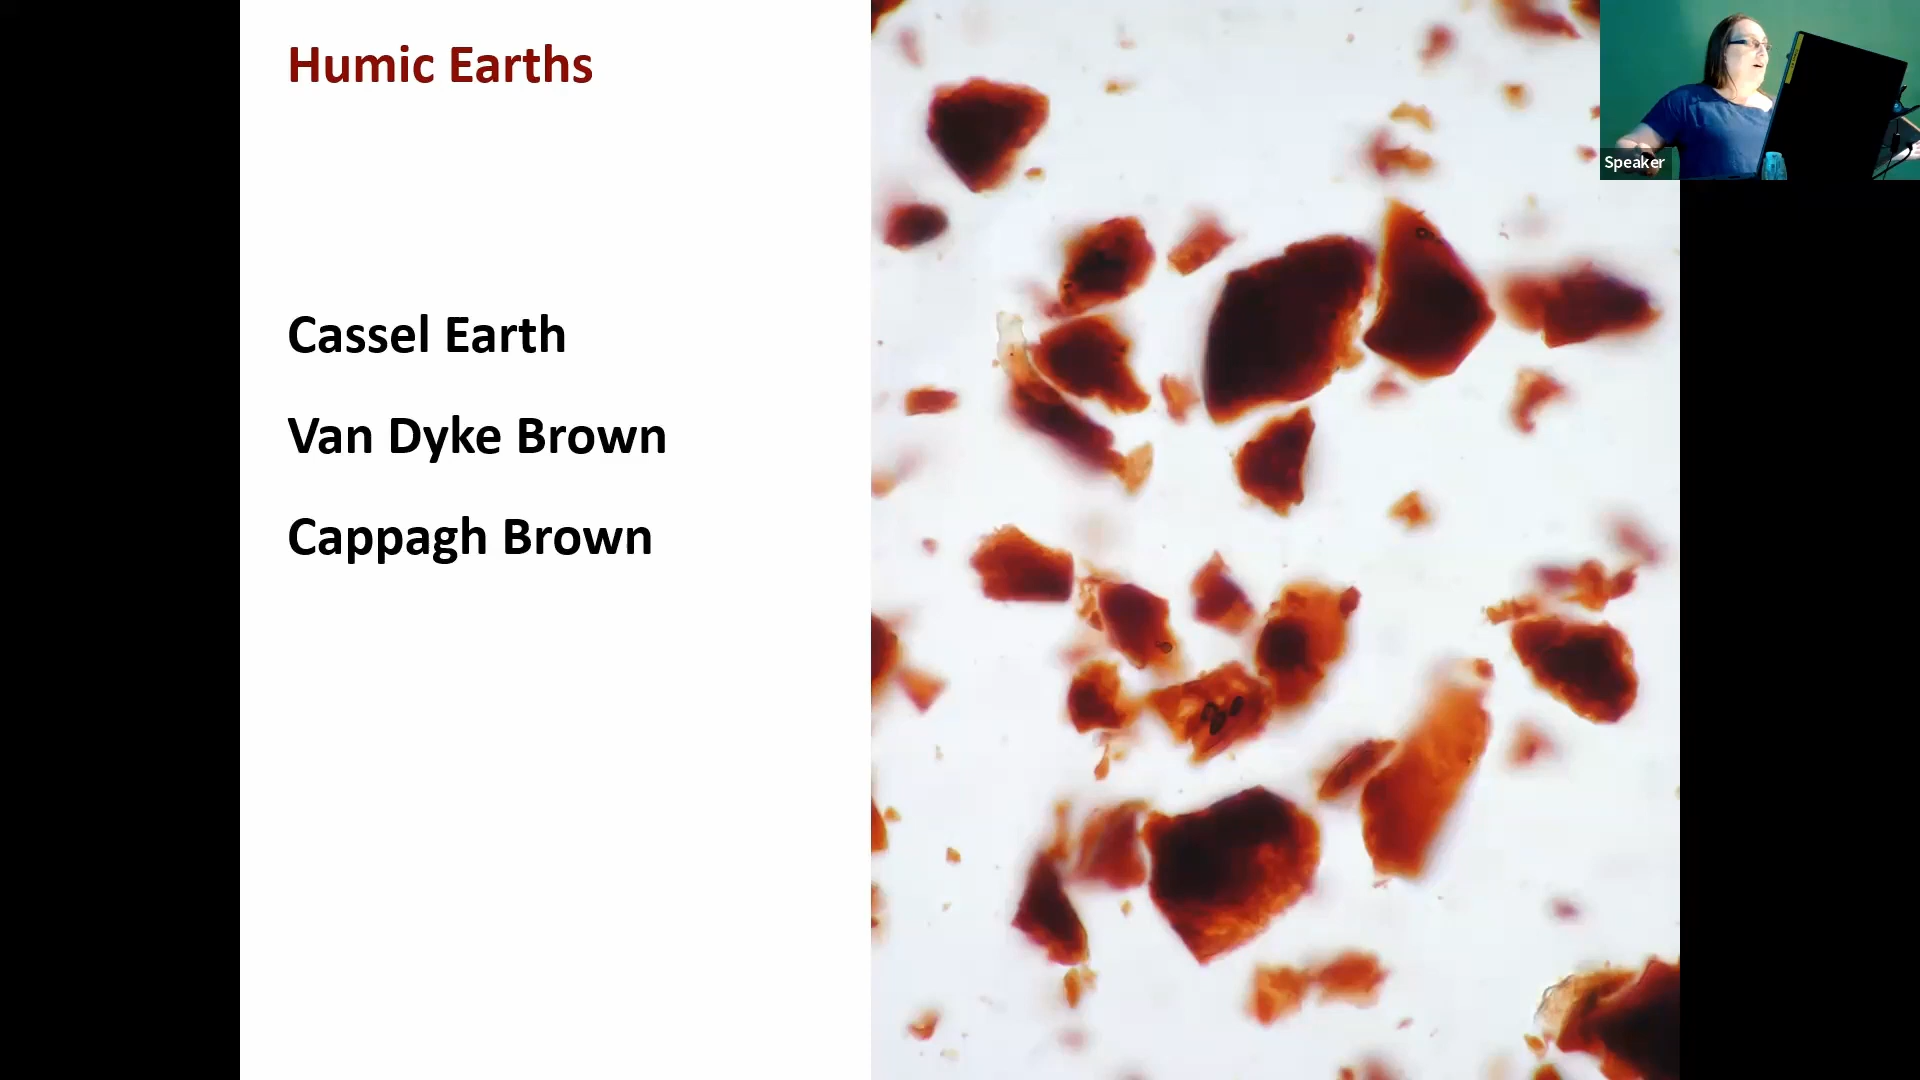 Humic Earths
Cassel Earth
Van Dyke Brown
Cappagh Brown
Speaker